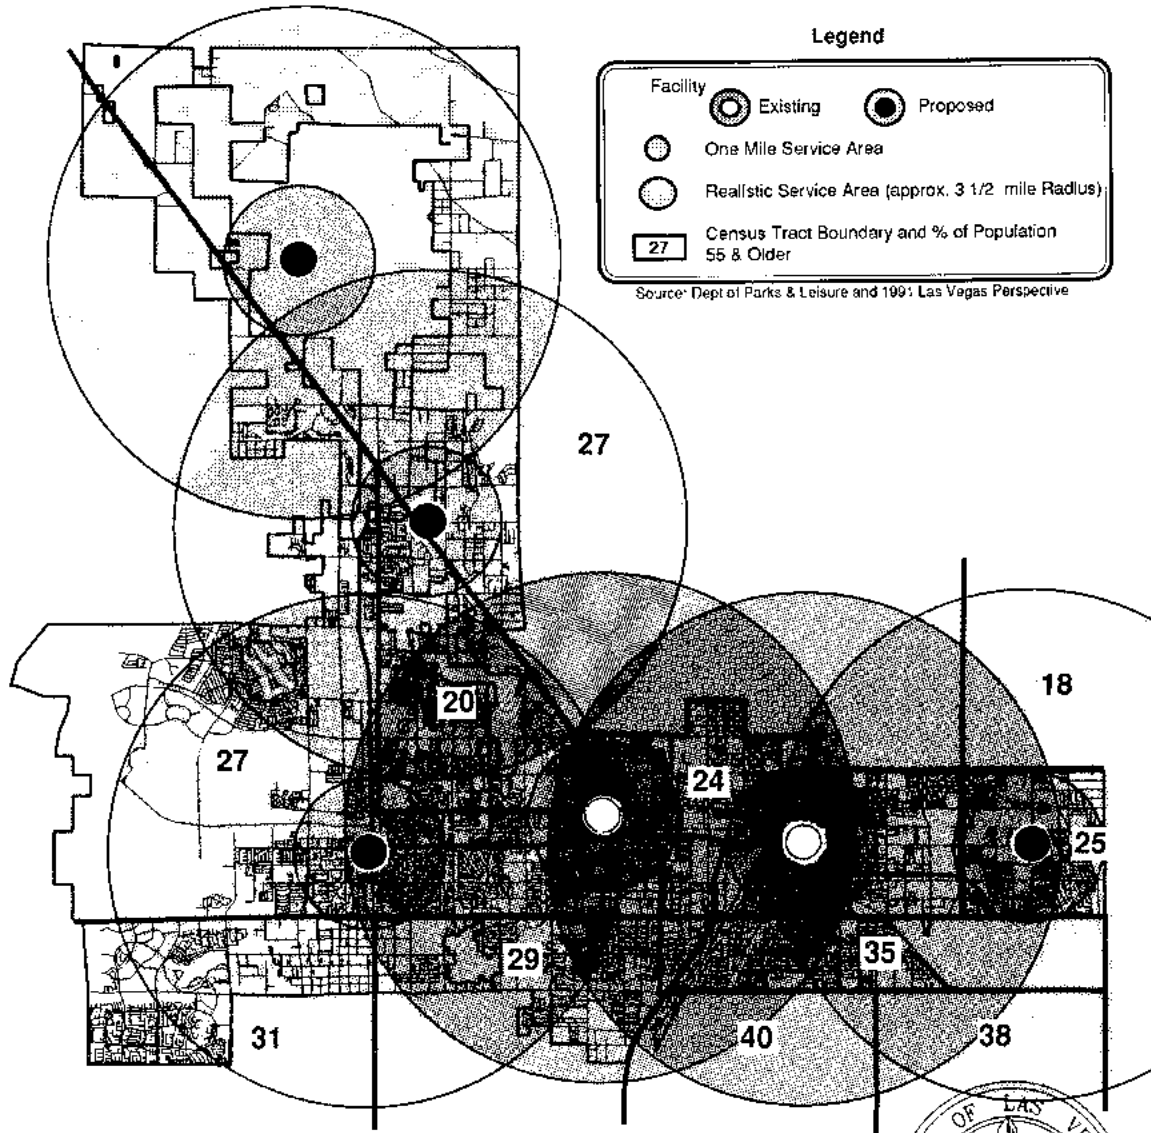 Legend
Facility
Existing
Proposed
One Mile Service Area
Realistic Service Area (approx. 3 1/2 mile Radius)
27
Census Tract Boundary and % of Population
55 & Older
Source: Dept of Parks & Leisure and 1991 Las Vegas Perspective
27
18
20
27
24
25
29
35
31
40
38
OF LAS